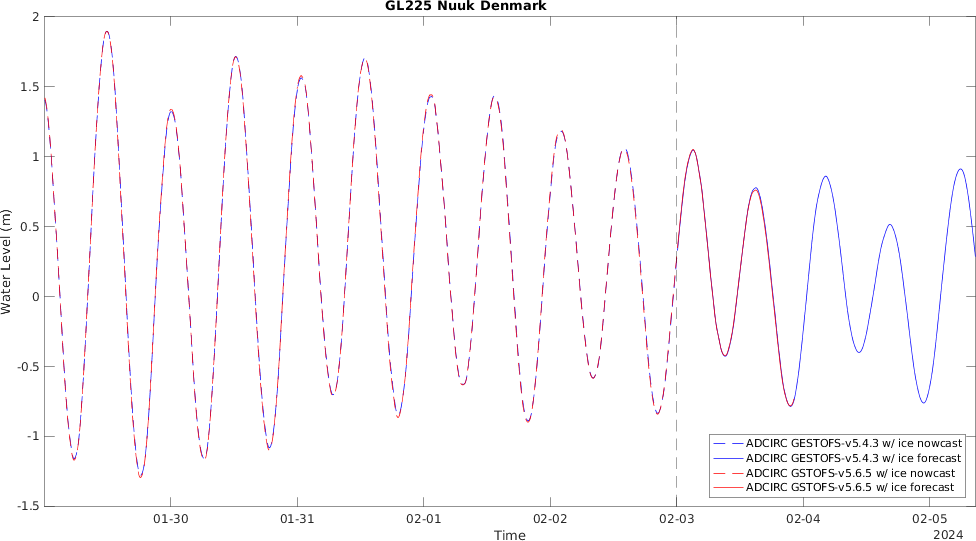 GL225 Nuuk Denmark
2
1.5
1
0.5
0
-0.5
-1
-1.5
Water Level (m)
01-30 01-31 02-01 02-02 02-03 02-04 02-05
Time
2024
ADCIRC GESTOFS-v5.4.3 w/ ice nowcast
ADCIRC GESTOFS-v5.4.3 w/ ice forecast
ADCIRC GSTOFS-v5.6.5 w/ ice nowcast
ADCIRC GSTOFS-v5.6.5 w/ ice forecast